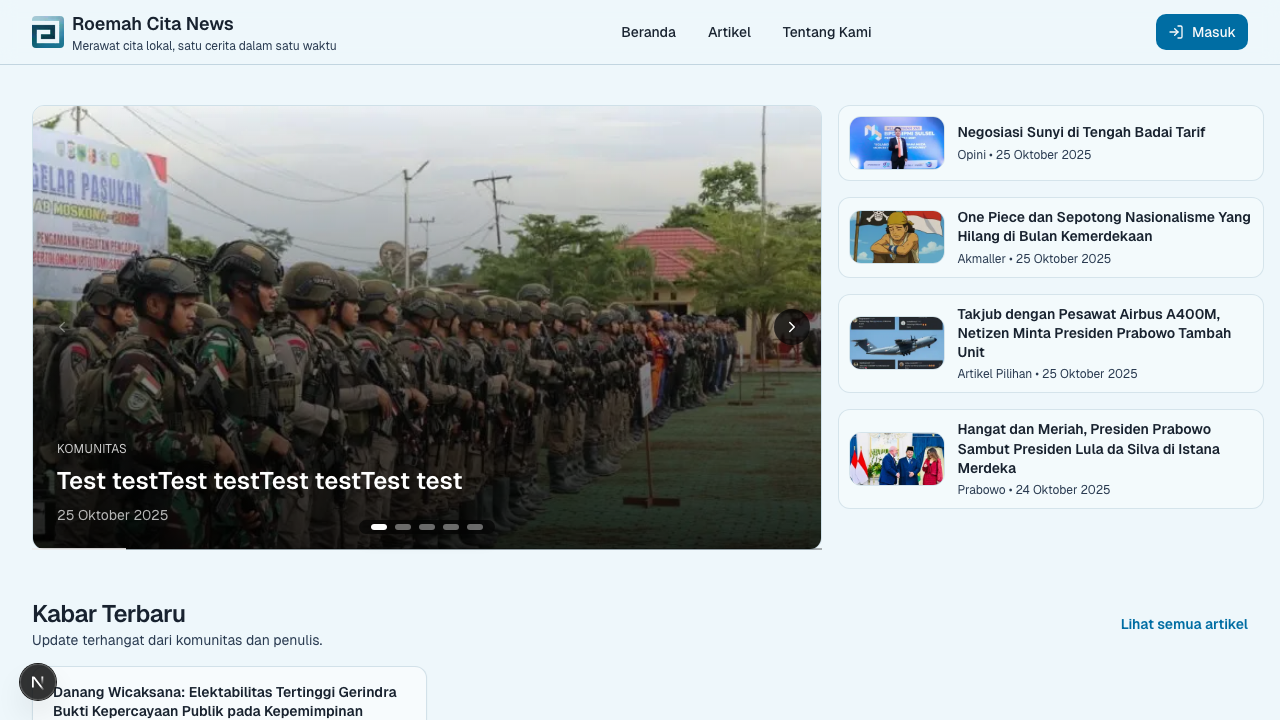 Roemah Cita News
Merawat cita lokal, satu cerita dalam satu waktu
Beranda
Artikel
Tentang Kami
Masuk
GELAR PASUKAN
AB MOSKONA-2025
KOMUNITAS
Test testTest testTest testTest test
25 Oktober 2025
Negosiasi Sunyi di Tengah Badai Tarif
Opini • 25 Oktober 2025
One Piece dan Sepotong Nasionalisme Yang
Hilang di Bulan Kemerdekaan
Akmaller • 25 Oktober 2025
Takjub dengan Pesawat Airbus A400M,
Netizen Minta Presiden Prabowo Tambah
Unit
Artikel Pilihan • 25 Oktober 2025
Hangat dan Meriah, Presiden Prabowo
Sambut Presiden Lula da Silva di Istana
Merdeka
Prabowo • 24 Oktober 2025
Kabar Terbaru
Update terhangat dari komunitas dan penulis.
Lihat semua artikel
N
Danang Wicaksana: Elektabilitas Tertinggi Gerindra
Bukti Kepercayaan Publik pada Kepemimpinan